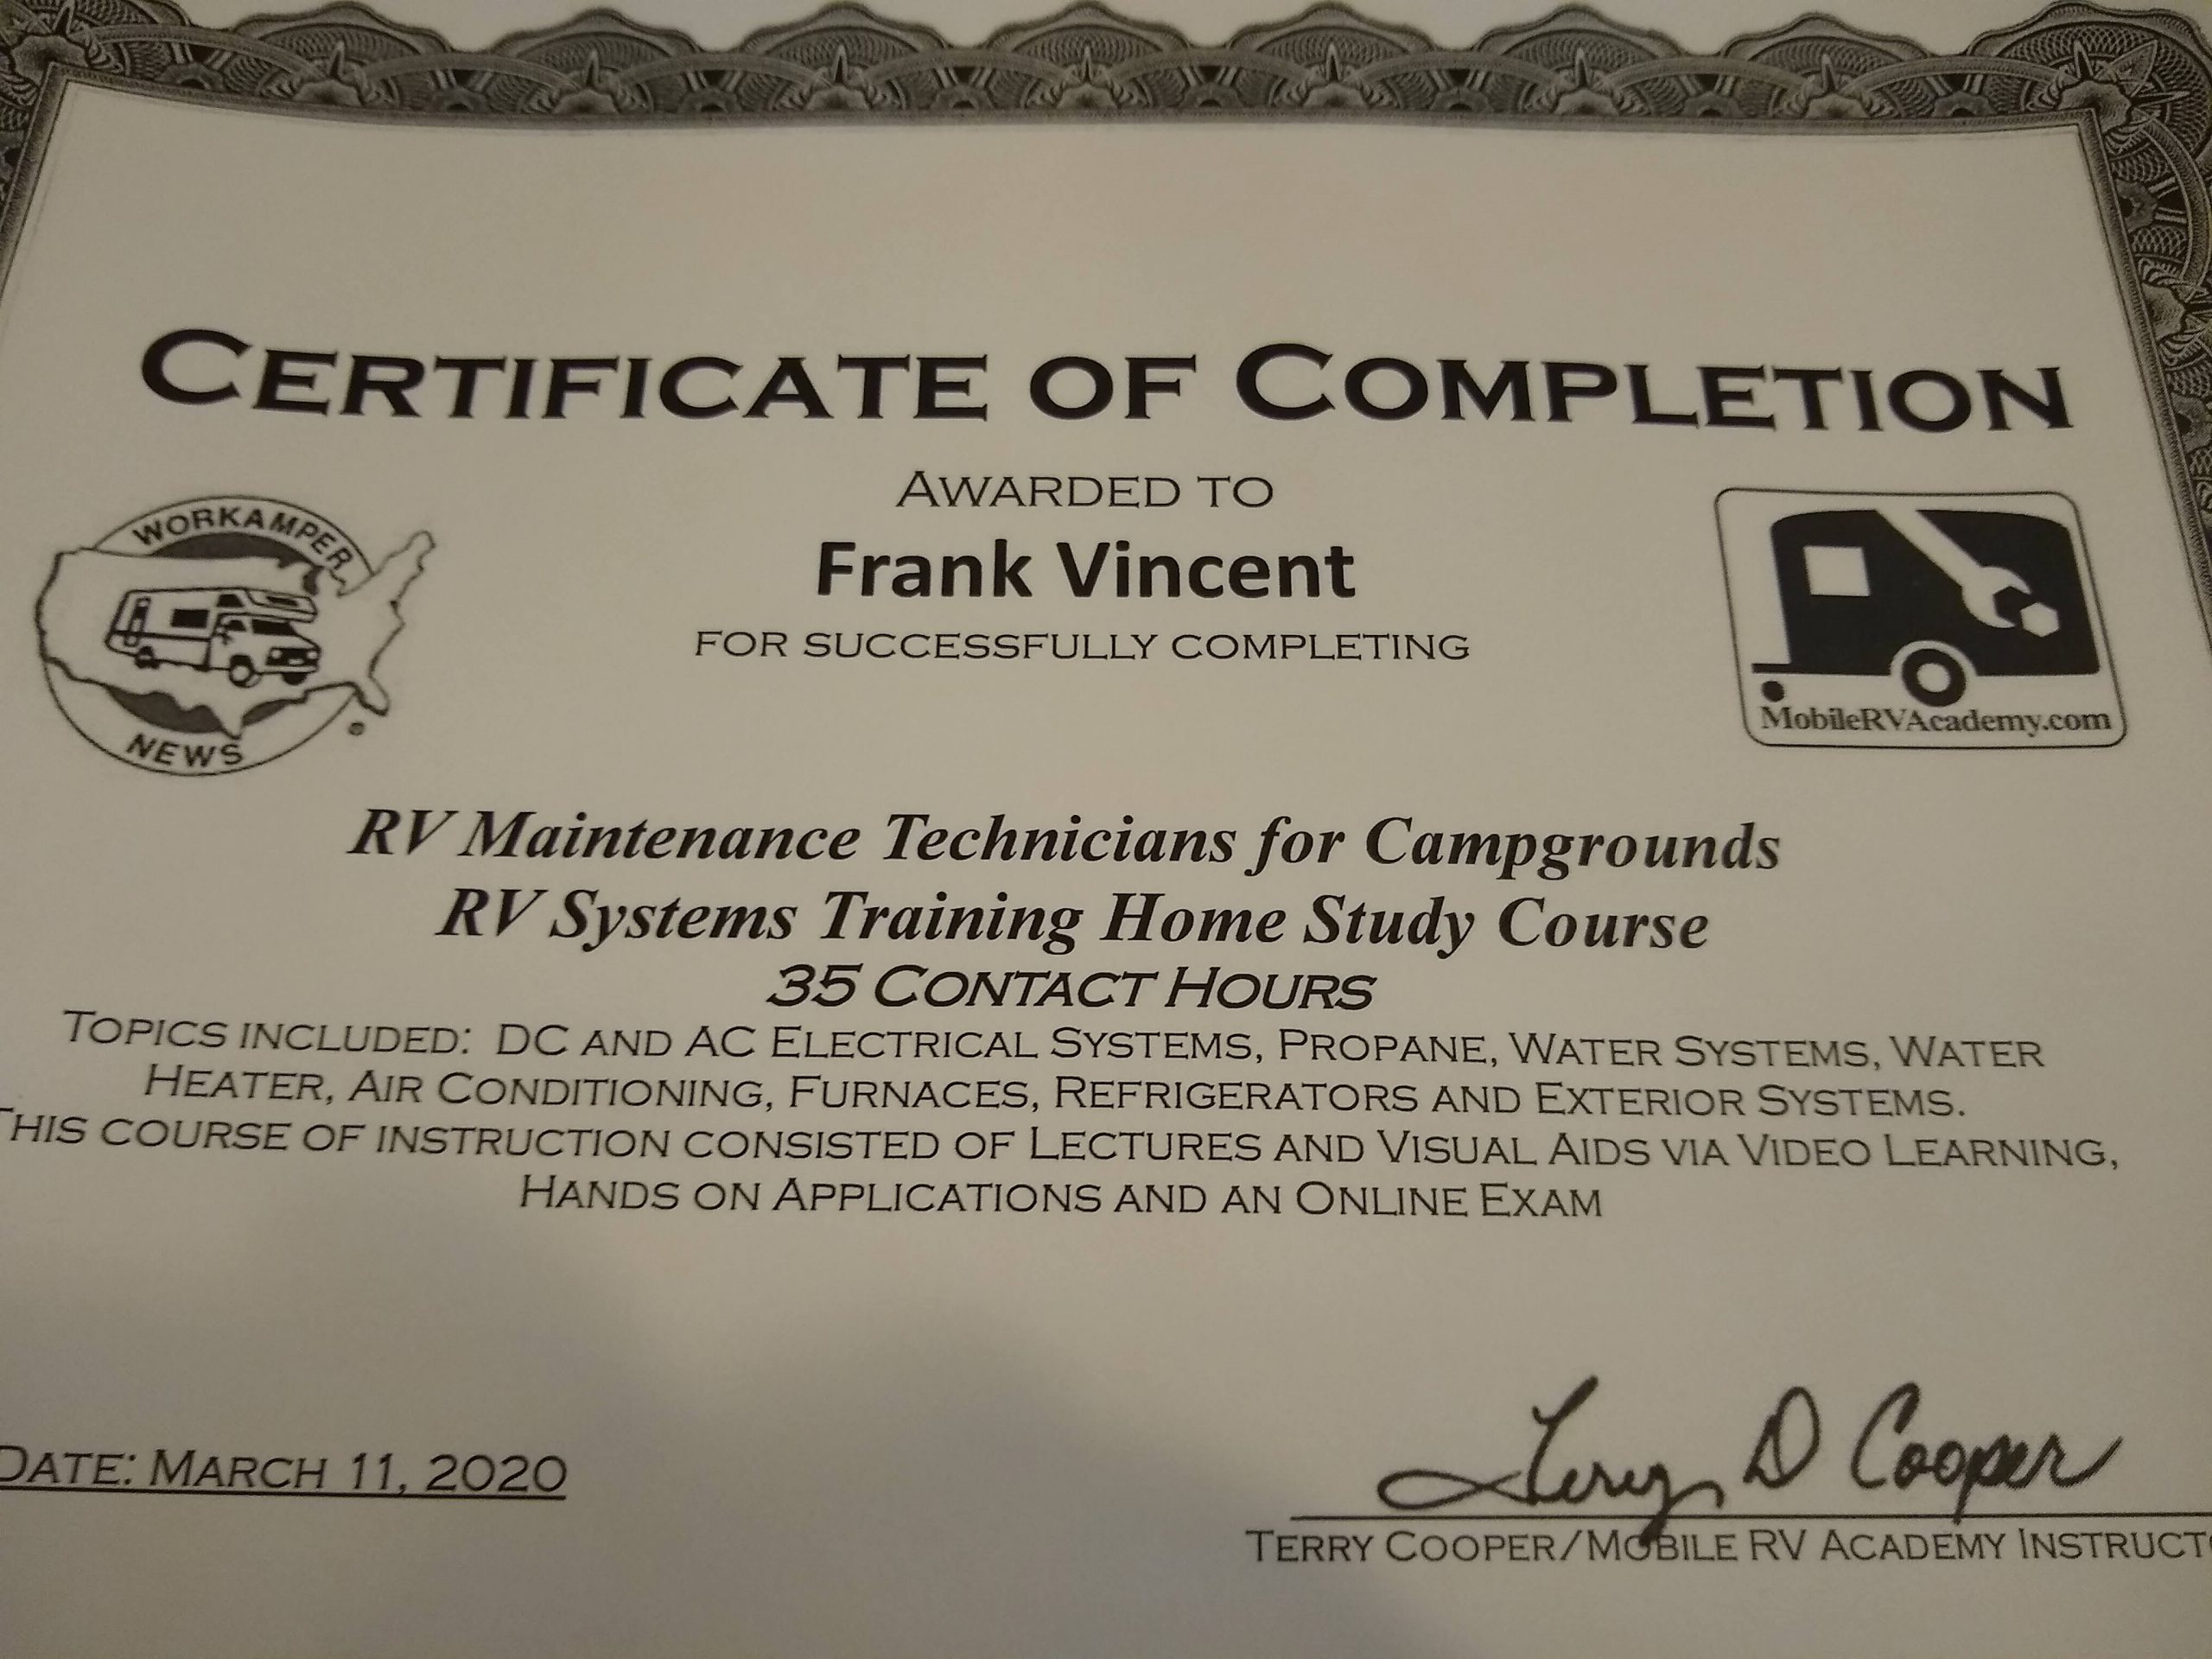 CERTIFICATE OF COMPLETION
AWARDED TO
Frank Vincent
FOR SUCCESSFULLY COMPLETING
WORKAMPER
NEWS
®
MobileRVAcademy.com
RV Maintenance Technicians for Campgrounds
RV Systems Training Home Study Course
35 CONTACT HOURS
TOPICS INCLUDED: DC AND AC ELECTRICAL SYSTEMS, PROPANE, WATER SYSTEMS, WATER
HEATER, AIR CONDITIONING, FURNACES, REFRIGERATORS AND EXTERIOR SYSTEMS.
THIS COURSE OF INSTRUCTION CONSISTED OF LECTURES AND VISUAL AIDS VIA VIDEO LEARNING,
HANDS ON APPLICATIONS AND AN ONLINE EXAM
DATE: MARCH 11, 2020
Terry D Cooper
TERRY COOPER/MOBILE RV ACADEMY INSTRUCTO